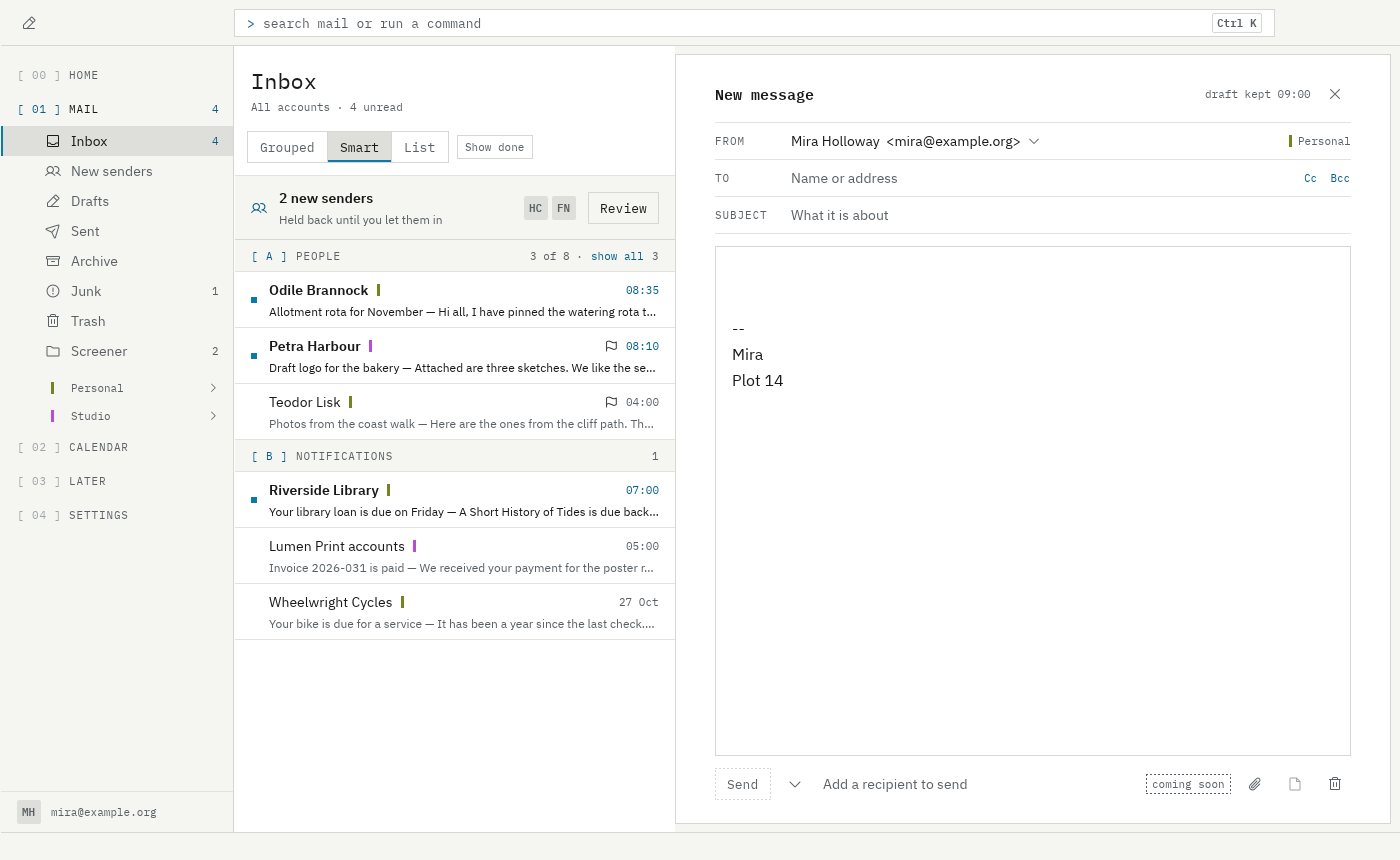 > search mail or run a command Ctrl K
[ 00 ] HOME
[ 01 ] MAIL 4
Inbox 4
New senders
Drafts
Sent
Archive
Junk 1
Trash
Screener 2
Personal
Studio
[ 02 ] CALENDAR
[ 03 ] LATER
[ 04 ] SETTINGS
MH mira@example.org
Inbox
All accounts · 4 unread
Grouped Smart List Show done
2 new senders
Held back until you let them in
HC FN Review
[ A ] PEOPLE 3 of 8 · show all 3
Odile Brannock 08:35
Allotment rota for November — Hi all, I have pinned the watering rota t…
Petra Harbour 08:10
Draft logo for the bakery — Attached are three sketches. We like the se…
Teodor Lisk 04:00
Photos from the coast walk — Here are the ones from the cliff path. Th…
[ B ] NOTIFICATIONS 1
Riverside Library 07:00
Your library loan is due on Friday — A Short History of Tides is due back…
Lumen Print accounts 05:00
Invoice 2026-031 is paid — We received your payment for the poster r…
Wheelwright Cycles 27 Oct
Your bike is due for a service — It has been a year since the last check.…
New message draft kept 09:00
FROM Mira Holloway <mira@example.org> Personal
TO Name or address Cc Bcc
SUBJECT What it is about
--
Mira
Plot 14
Send Add a recipient to send coming soon